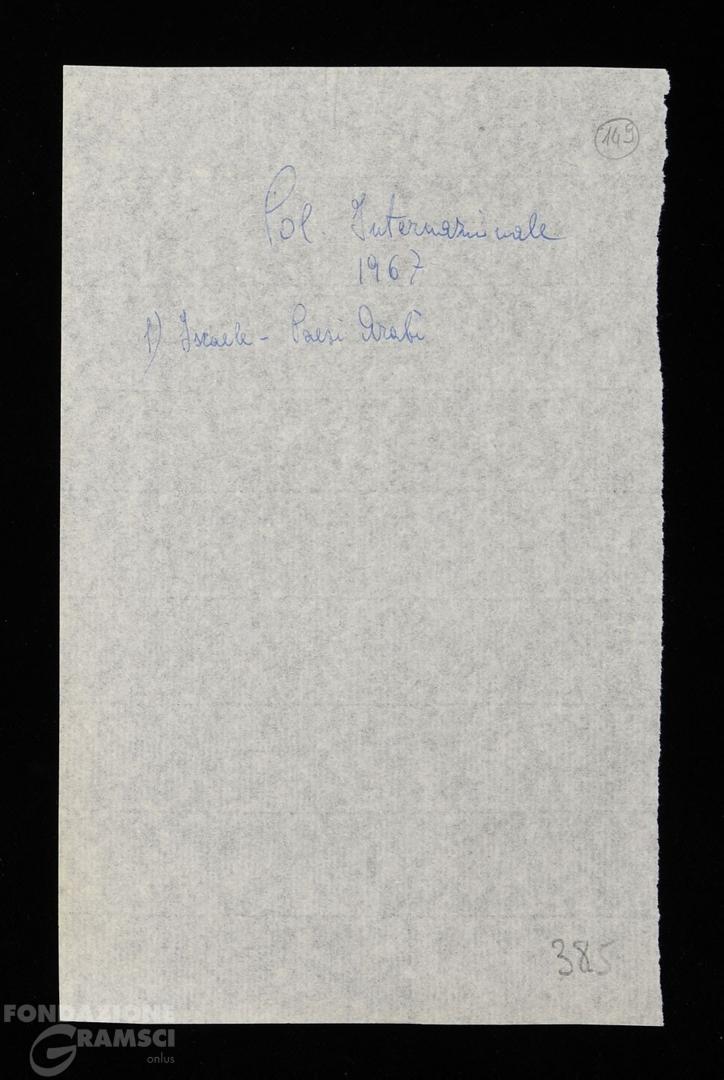 149
Pol. Internazionale
1967
1) Israele - Paesi Arabi
385
FONDAZIONE
GRAMSCI
onlus